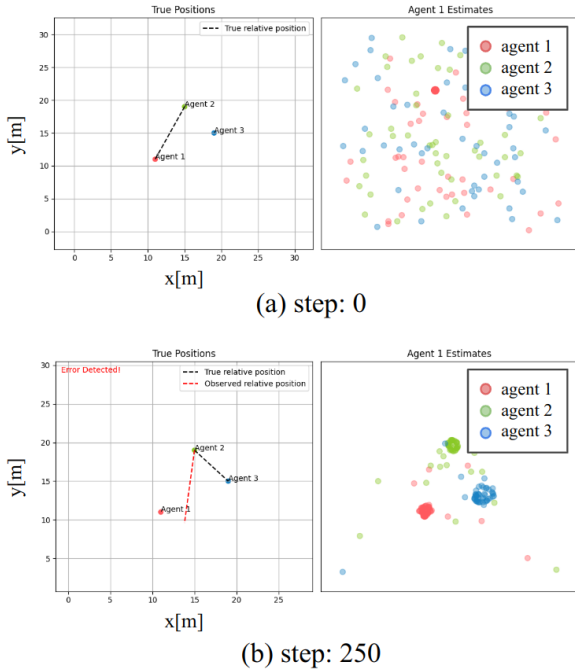 True Positions
Agent 1 Estimates
True relative position
agent 1
agent 2
agent 3
30
25
20
15
10
5
0
y[m]
Agent 2
Agent 3
Agent 1
0
5
10
15
20
25
30
x[m]
(a) step: 0
True Positions
Agent 1 Estimates
Error Detected!
True relative position
Observed relative position
agent 1
agent 2
agent 3
30
25
20
15
10
5
y[m]
Agent 2
Agent 3
Agent 1
0
5
10
15
20
25
x[m]
(b) step: 250